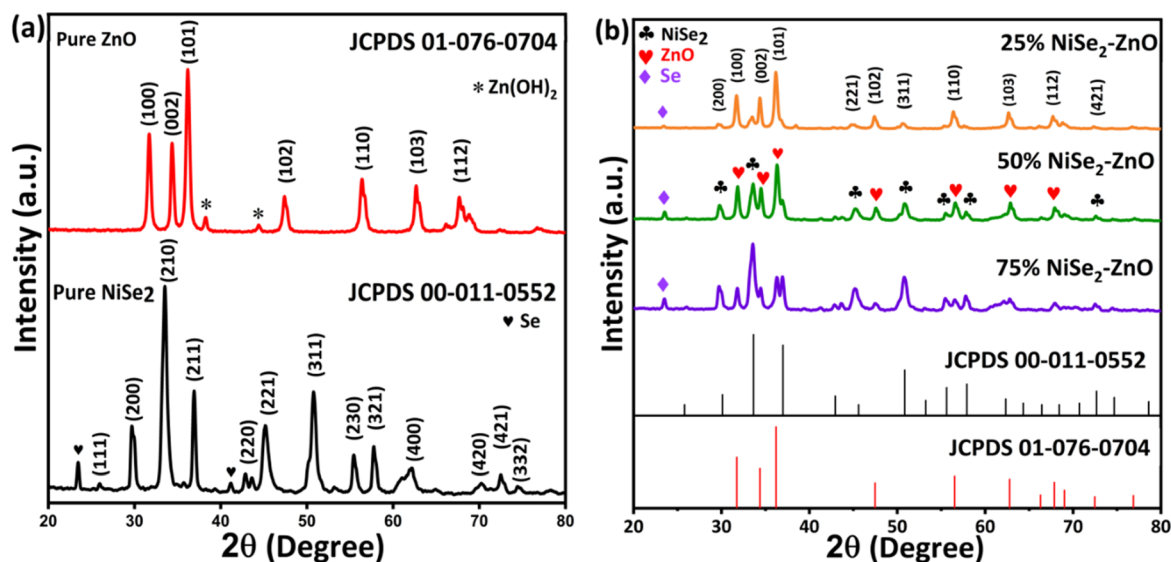 (a)
Pure ZnO
JCPDS 01-076-0704
* Zn(OH)2
(100)
(002)
(101)
*
*
(102)
(110)
(103)
(112)
Pure NiSe2
JCPDS 00-011-0552
♥ Se
♥
(111)
(200)
(210)
(211)
♥
(220)
(221)
(311)
(230)
(321)
(400)
(420)
(421)
(332)
Intensity (a.u.)
20 30 40 50 60 70 80
2θ (Degree)
(b)
♣ NiSe2
♥ ZnO
♦ Se
25% NiSe2-ZnO
(200)
(100)
(002)
(101)
(221)
(102)
(311)
(110)
(103)
(112)
(421)
50% NiSe2-ZnO
75% NiSe2-ZnO
JCPDS 00-011-0552
JCPDS 01-076-0704
Intensity (a.u.)
20 30 40 50 60 70 80
2θ (Degree)